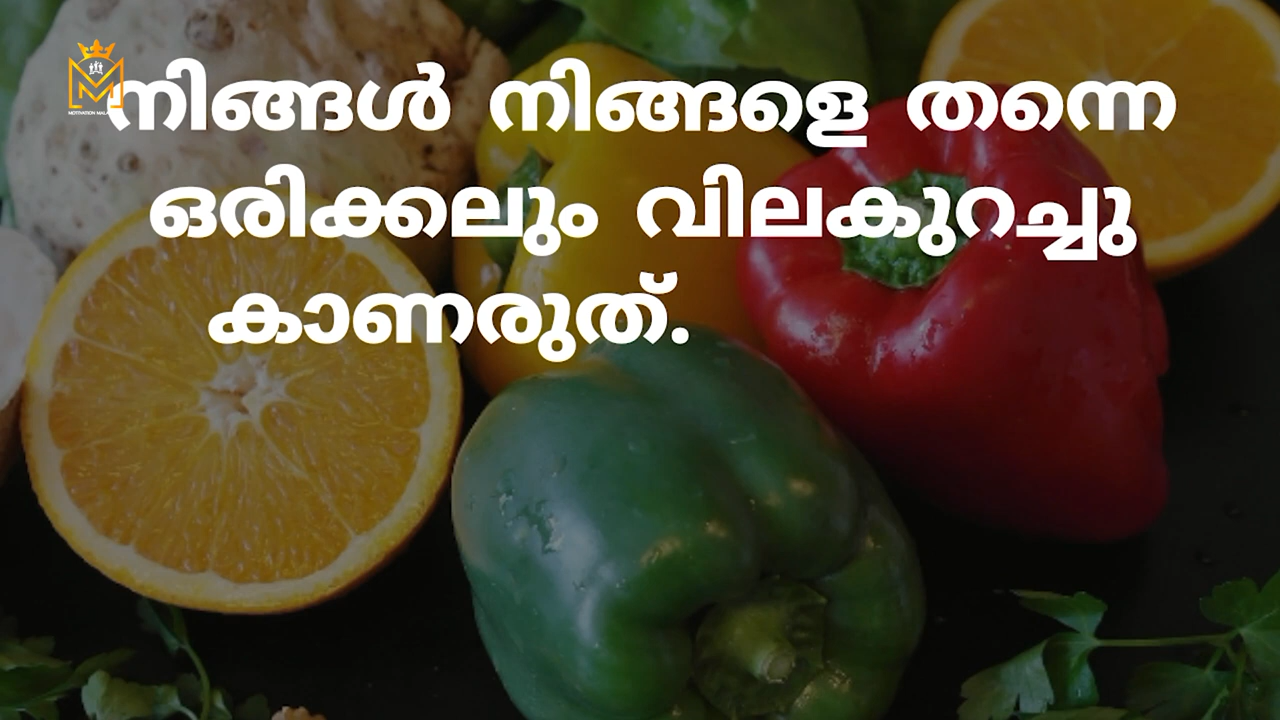 നിങ്ങൾ നിങ്ങളെ തന്നെ
ഒരിക്കലും വിലകുറച്ചു
കാണരുത്.